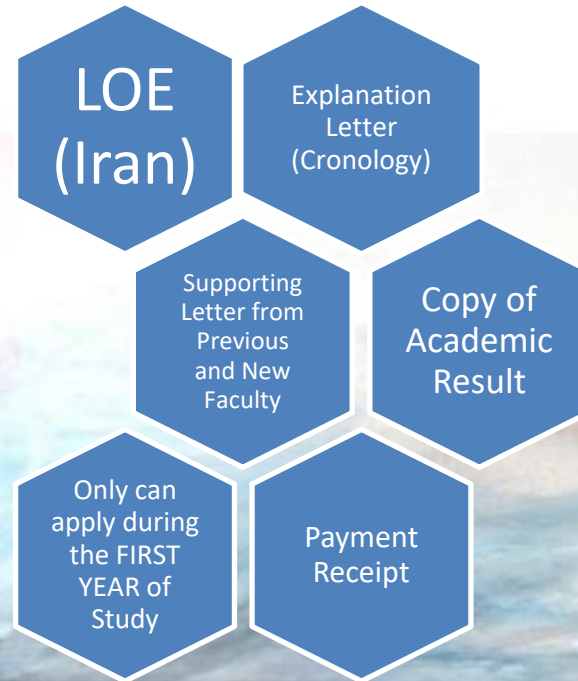 LOE
(Iran)
Explanation
Letter
(Cronology)
Supporting
Letter from
Previous
and New
Faculty
Copy of
Academic
Result
Only can
apply during
the FIRST
YEAR of
Study
Payment
Receipt